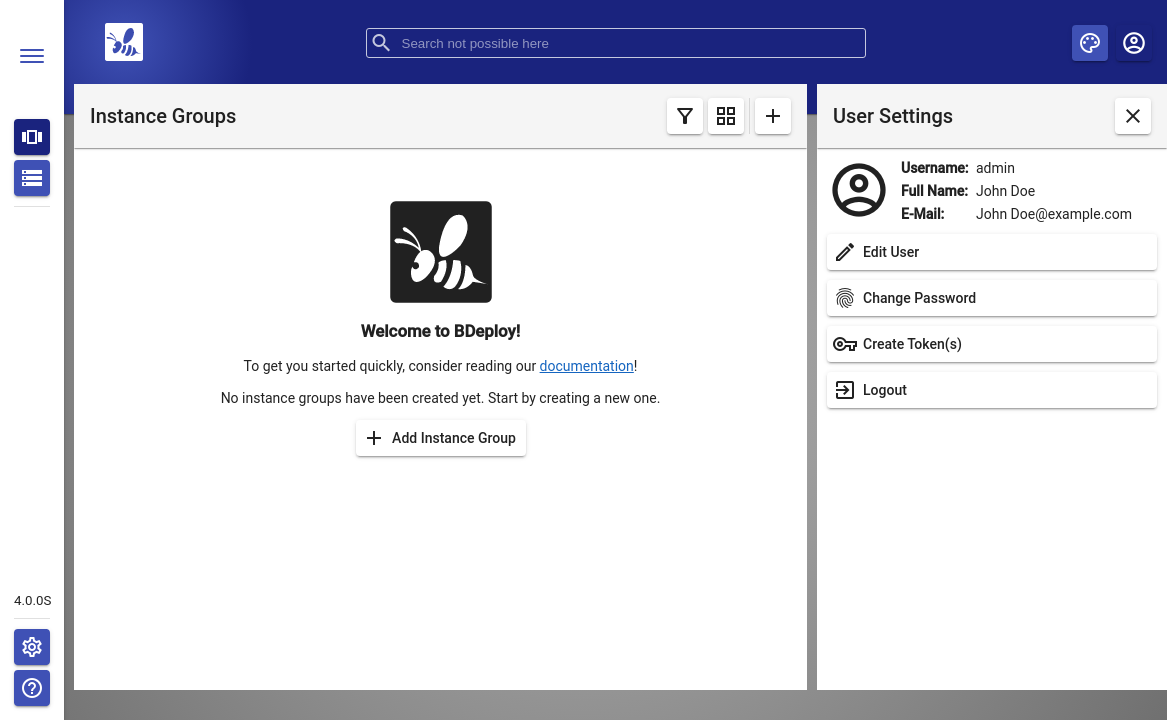 Search not possible here
Instance Groups
User Settings
Username: admin
Full Name: John Doe
E-Mail: John Doe@example.com
Edit User
Change Password
Create Token(s)
Logout
Welcome to BDeploy!
To get you started quickly, consider reading our documentation!
No instance groups have been created yet. Start by creating a new one.
Add Instance Group
4.0.0S